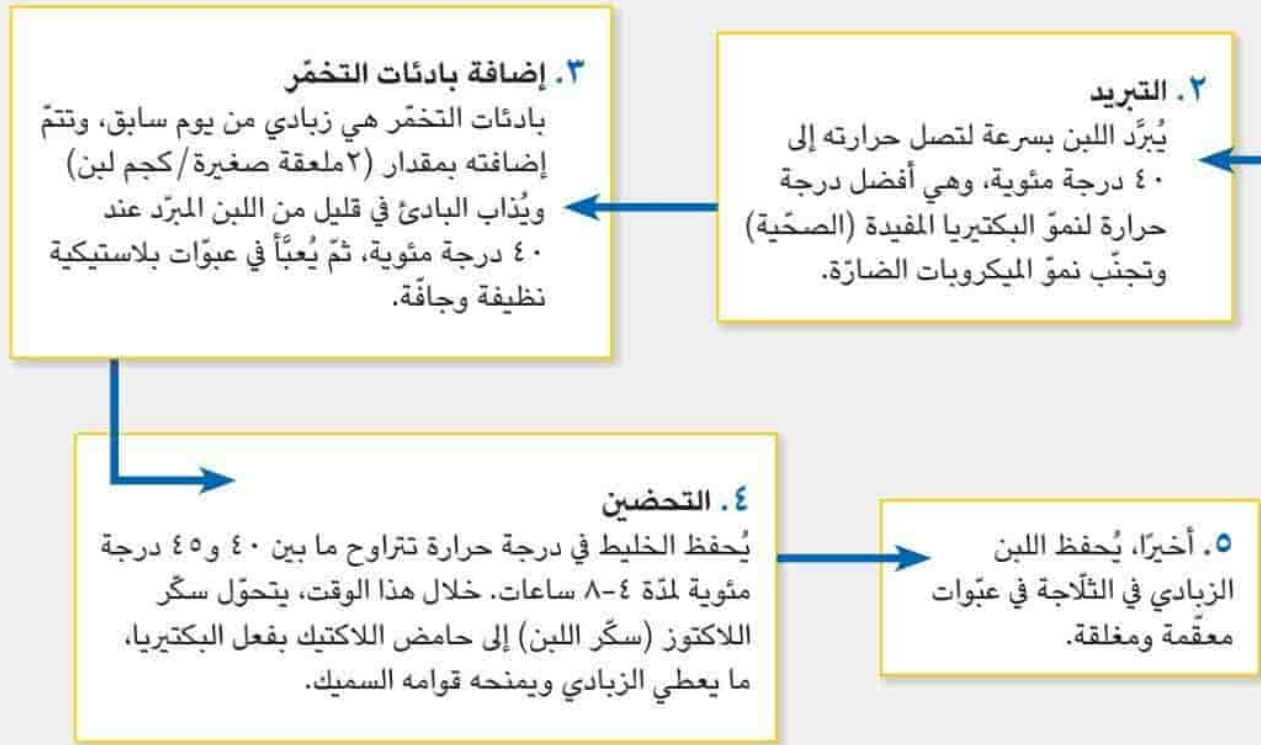 ٢. التبريد
يُبرَّد اللبن بسرعة لتصل حرارته إلى
٤٠ درجة مئوية، وهي أفضل درجة
حرارة لنموّ البكتيريا المفيدة (الصحّية)
وتجنّب نموّ الميكروبات الضارّة.
٣. إضافة بادئات التخمّر
بادئات التخمّر هي زبادي من يوم سابق، وتتمّ
إضافته بمقدار (٢ملعقة صغيرة/كجم لبن)
ويُذاب البادئ في قليل من اللبن المبرّد عند
٤٠ درجة مئوية، ثمّ يُعبَّأ في عبوّات بلاستيكية
نظيفة وجافّة.
٤. التحضين
يُحفظ الخليط في درجة حرارة تتراوح ما بين ٤٠ و٤٥ درجة
مئوية لمدّة ٤-٨ ساعات. خلال هذا الوقت، يتحوّل سكّر
اللاكتوز (سكّر اللبن) إلى حامض اللاكتيك بفعل البكتيريا،
ما يعطي الزبادي ويمنحه قوامه السميك.
٥. أخيرًا، يُحفظ اللبن
الزبادي في الثلّاجة في عبّوات
معقّمة ومغلقة.